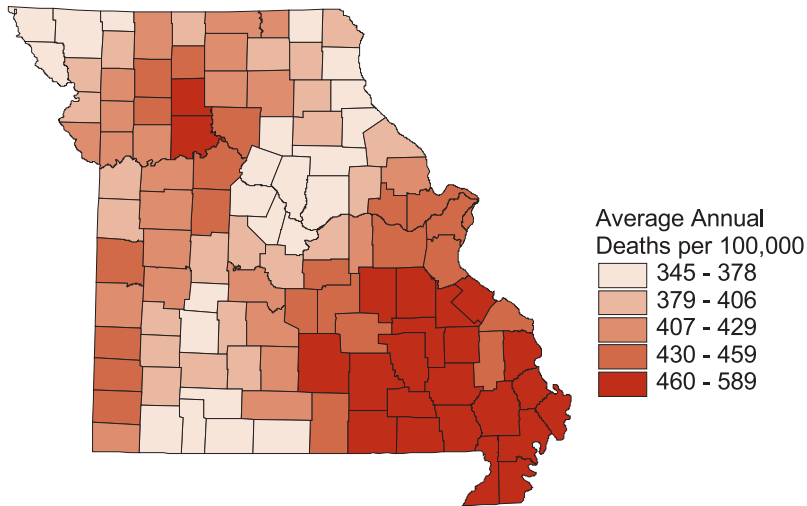 Average Annual
Deaths per 100,000
345 - 378
379 - 406
407 - 429
430 - 459
460 - 589